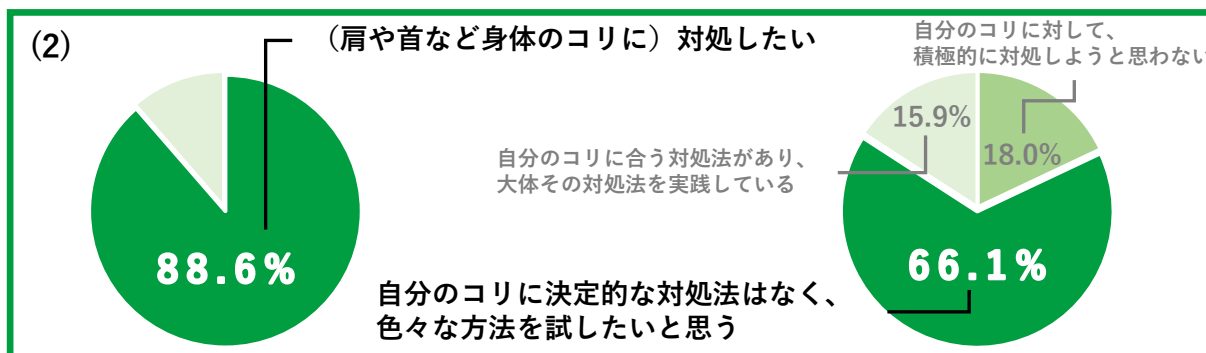 (2)
（肩や首など身体のコリに）対処したい
88.6%
自分のコリに対して、
積極的に対処しようと思わない
15.9%
18.0%
自分のコリに合う対処法があり、
大体その対処法を実践している
66.1%
自分のコリに決定的な対処法はなく、
色々な方法を試したいと思う